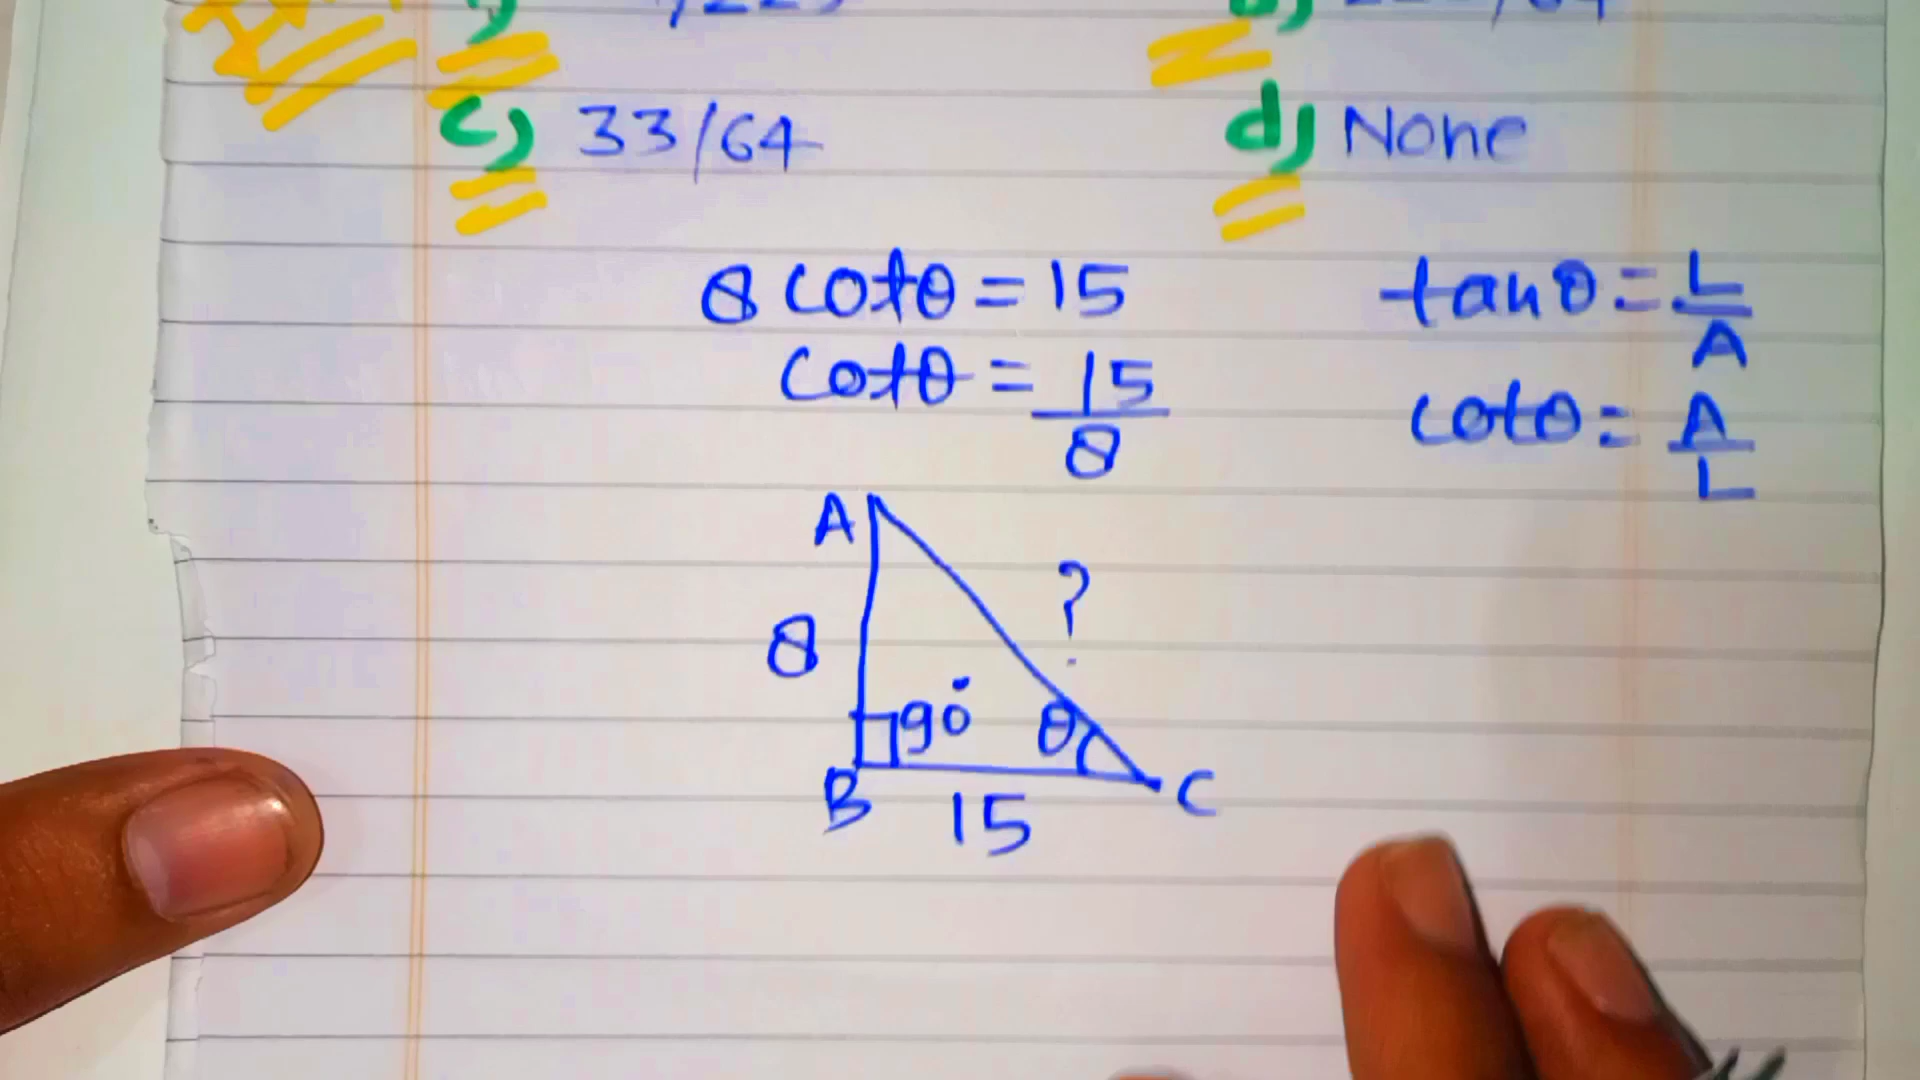 c) 33/64 d) None
8 cotθ = 15
cotθ = 15/8
tanθ = L/A
cotθ = A/L
A
?
8
90° θ
B C
15